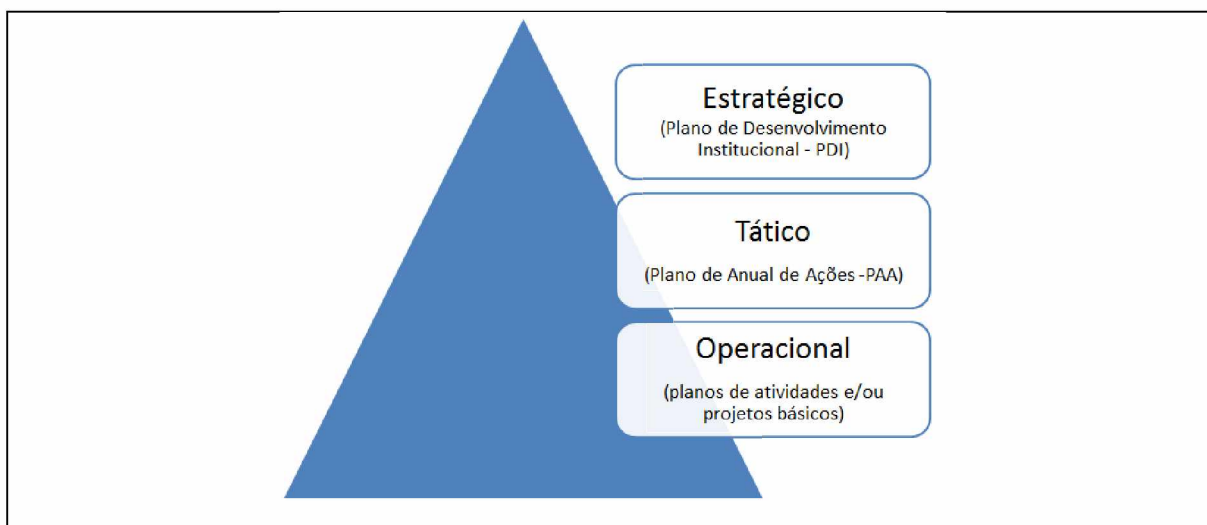 Estratégico
(Plano de Desenvolvimento
Institucional - PDI)
Tático
(Plano de Anual de Ações -PAA)
Operacional
(planos de atividades e/ou
projetos básicos)